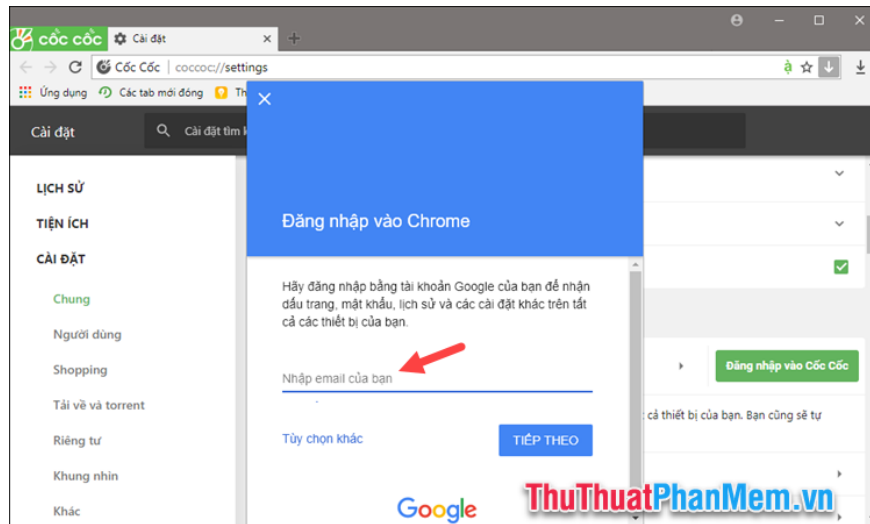 cốc cốc
Cài đặt
Cốc Cốc | coccoc://settings
Ứng dụng
Các tab mới đóng
Cài đặt
Cài đặt tìm
LỊCH SỬ
TIỆN ÍCH
CÀI ĐẶT
Chung
Người dùng
Shopping
Tải về và torrent
Riêng tư
Khung nhìn
Khác
Đăng nhập vào Chrome
Hãy đăng nhập bằng tài khoản Google của bạn để nhận
dấu trang, mật khẩu, lịch sử và các cài đặt khác trên tất
cả các thiết bị của bạn.
Nhập email của bạn
Tùy chọn khác
TIẾP THEO
Google
Đăng nhập vào Cốc Cốc
cả thiết bị của bạn. Bạn cũng sẽ tự
ThuThuatPhanMem.vn